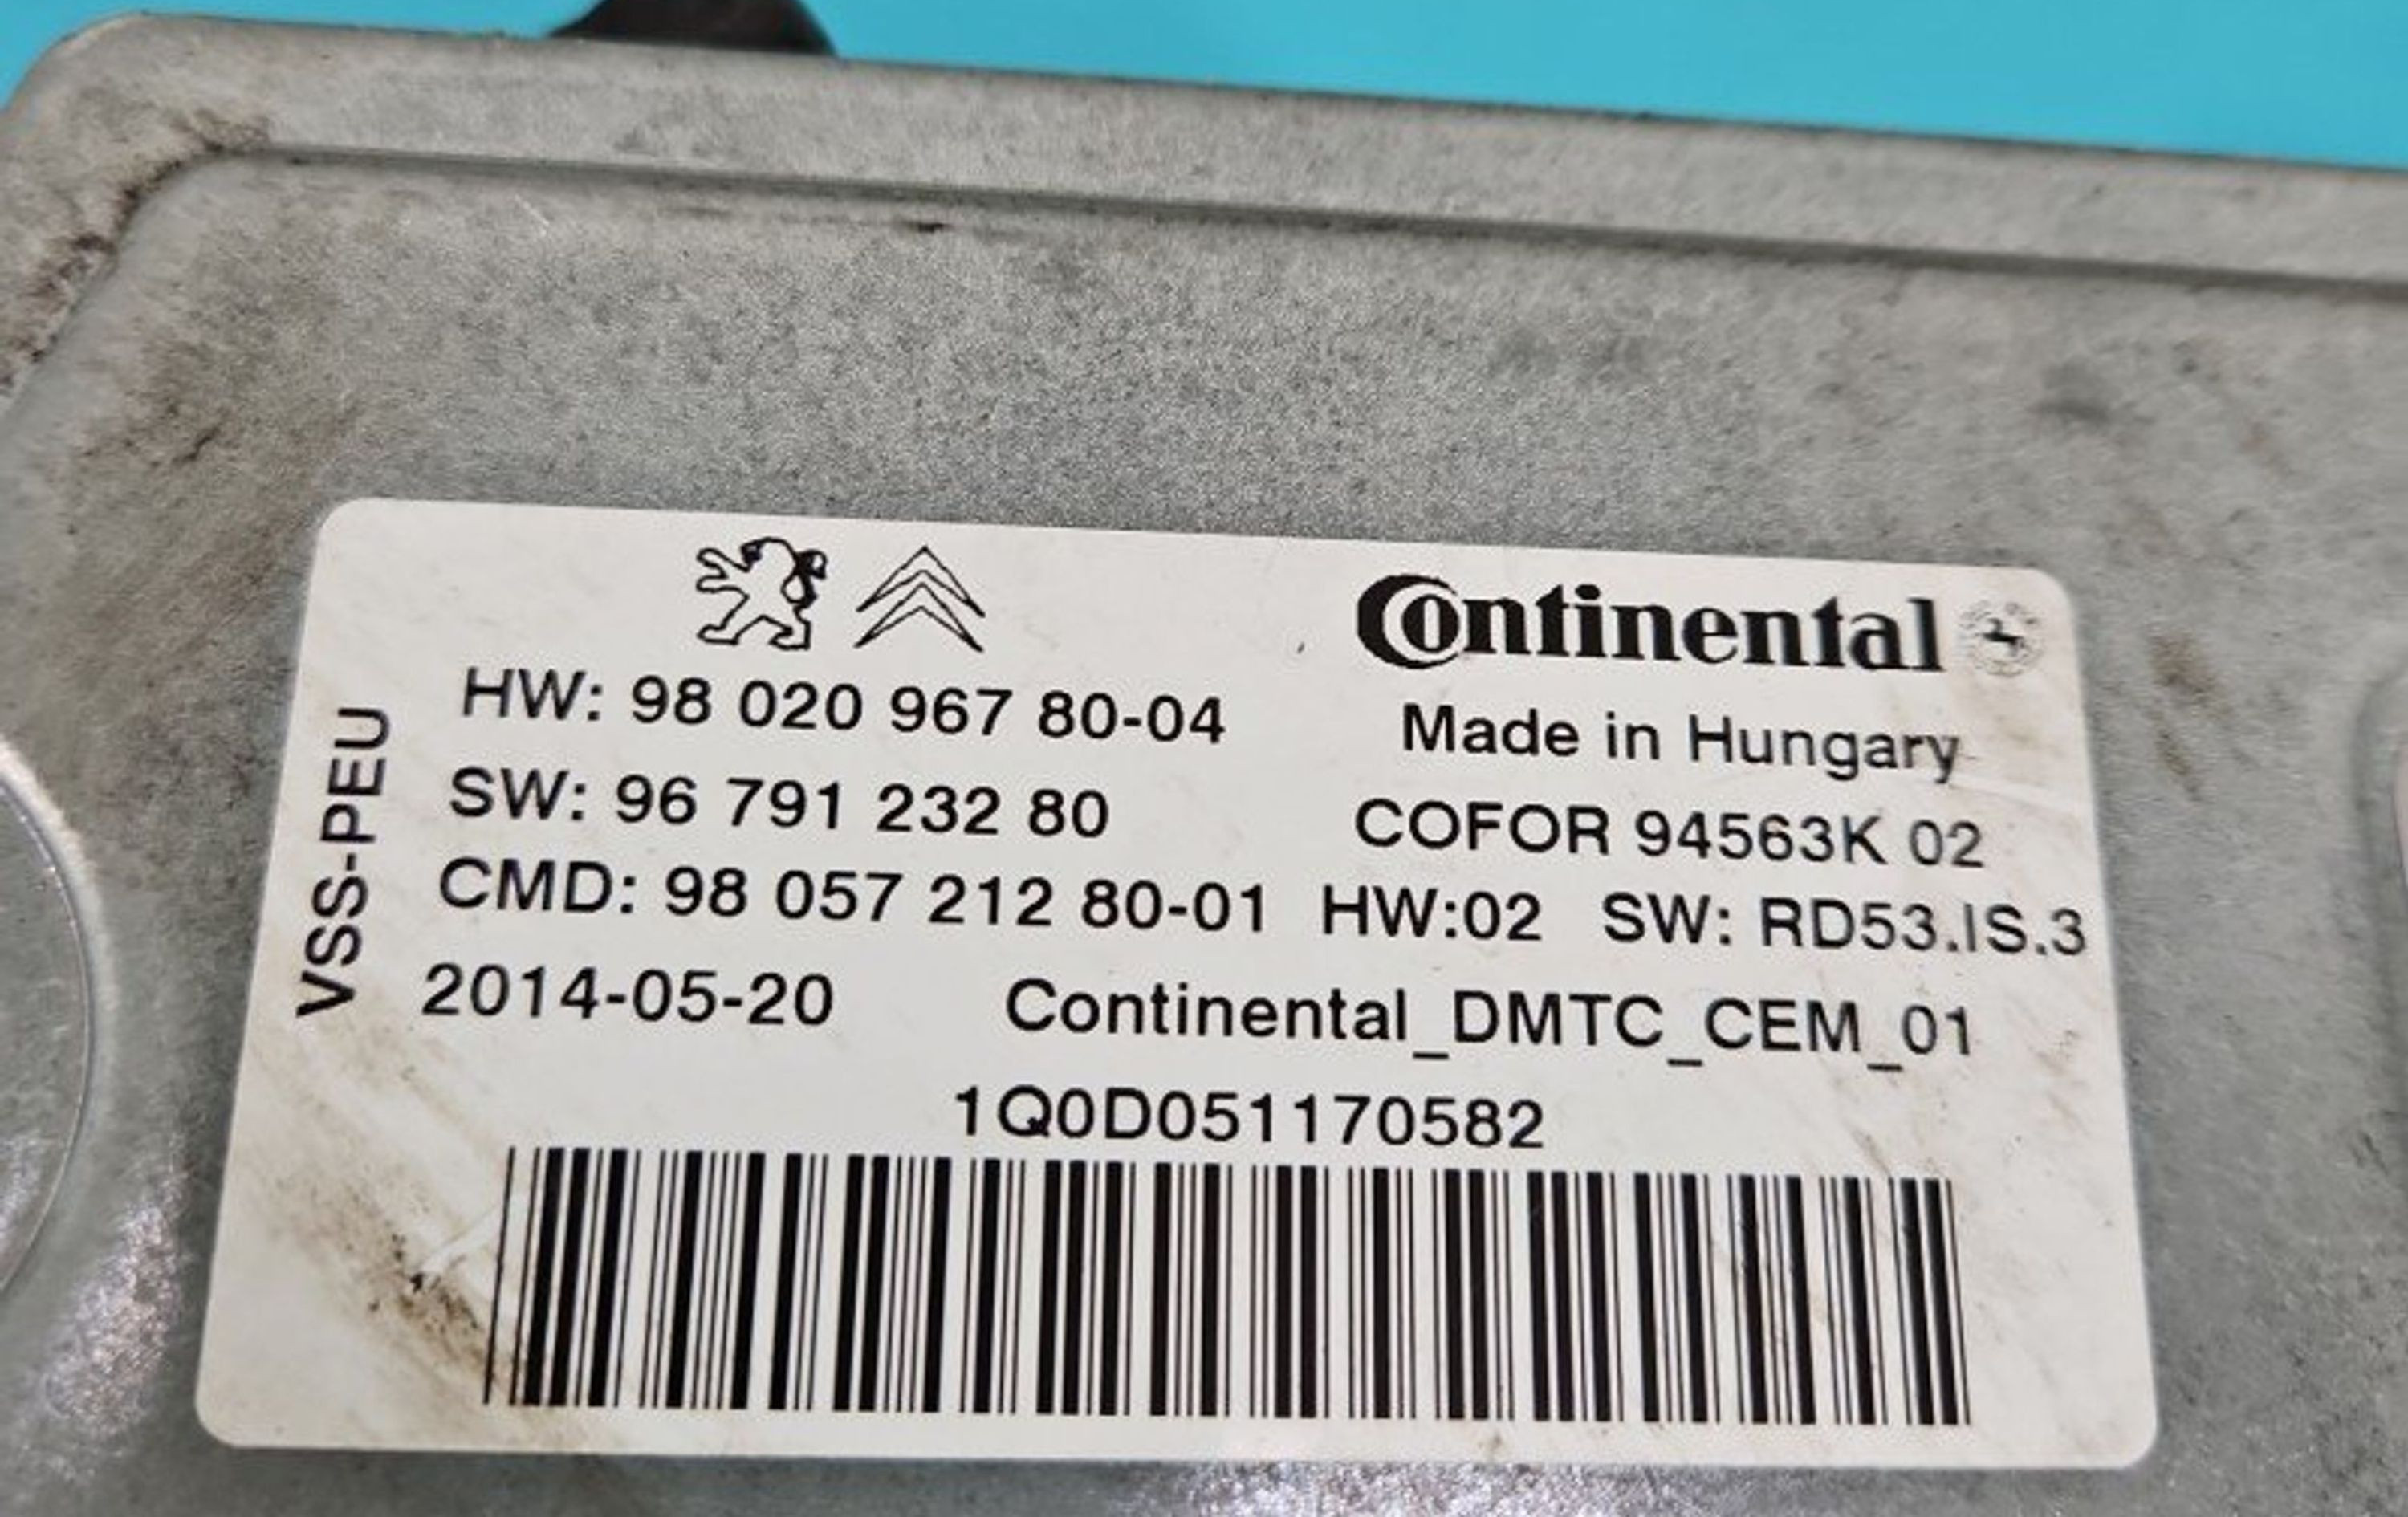 Continental
HW: 98 020 967 80-04
Made in Hungary
SW: 96 791 232 80
COFOR 94563K 02
CMD: 98 057 212 80-01 HW:02 SW: RD53.IS.3
2014-05-20 Continental_DMTC_CEM_01
1Q0D051170582
VSS-PEU